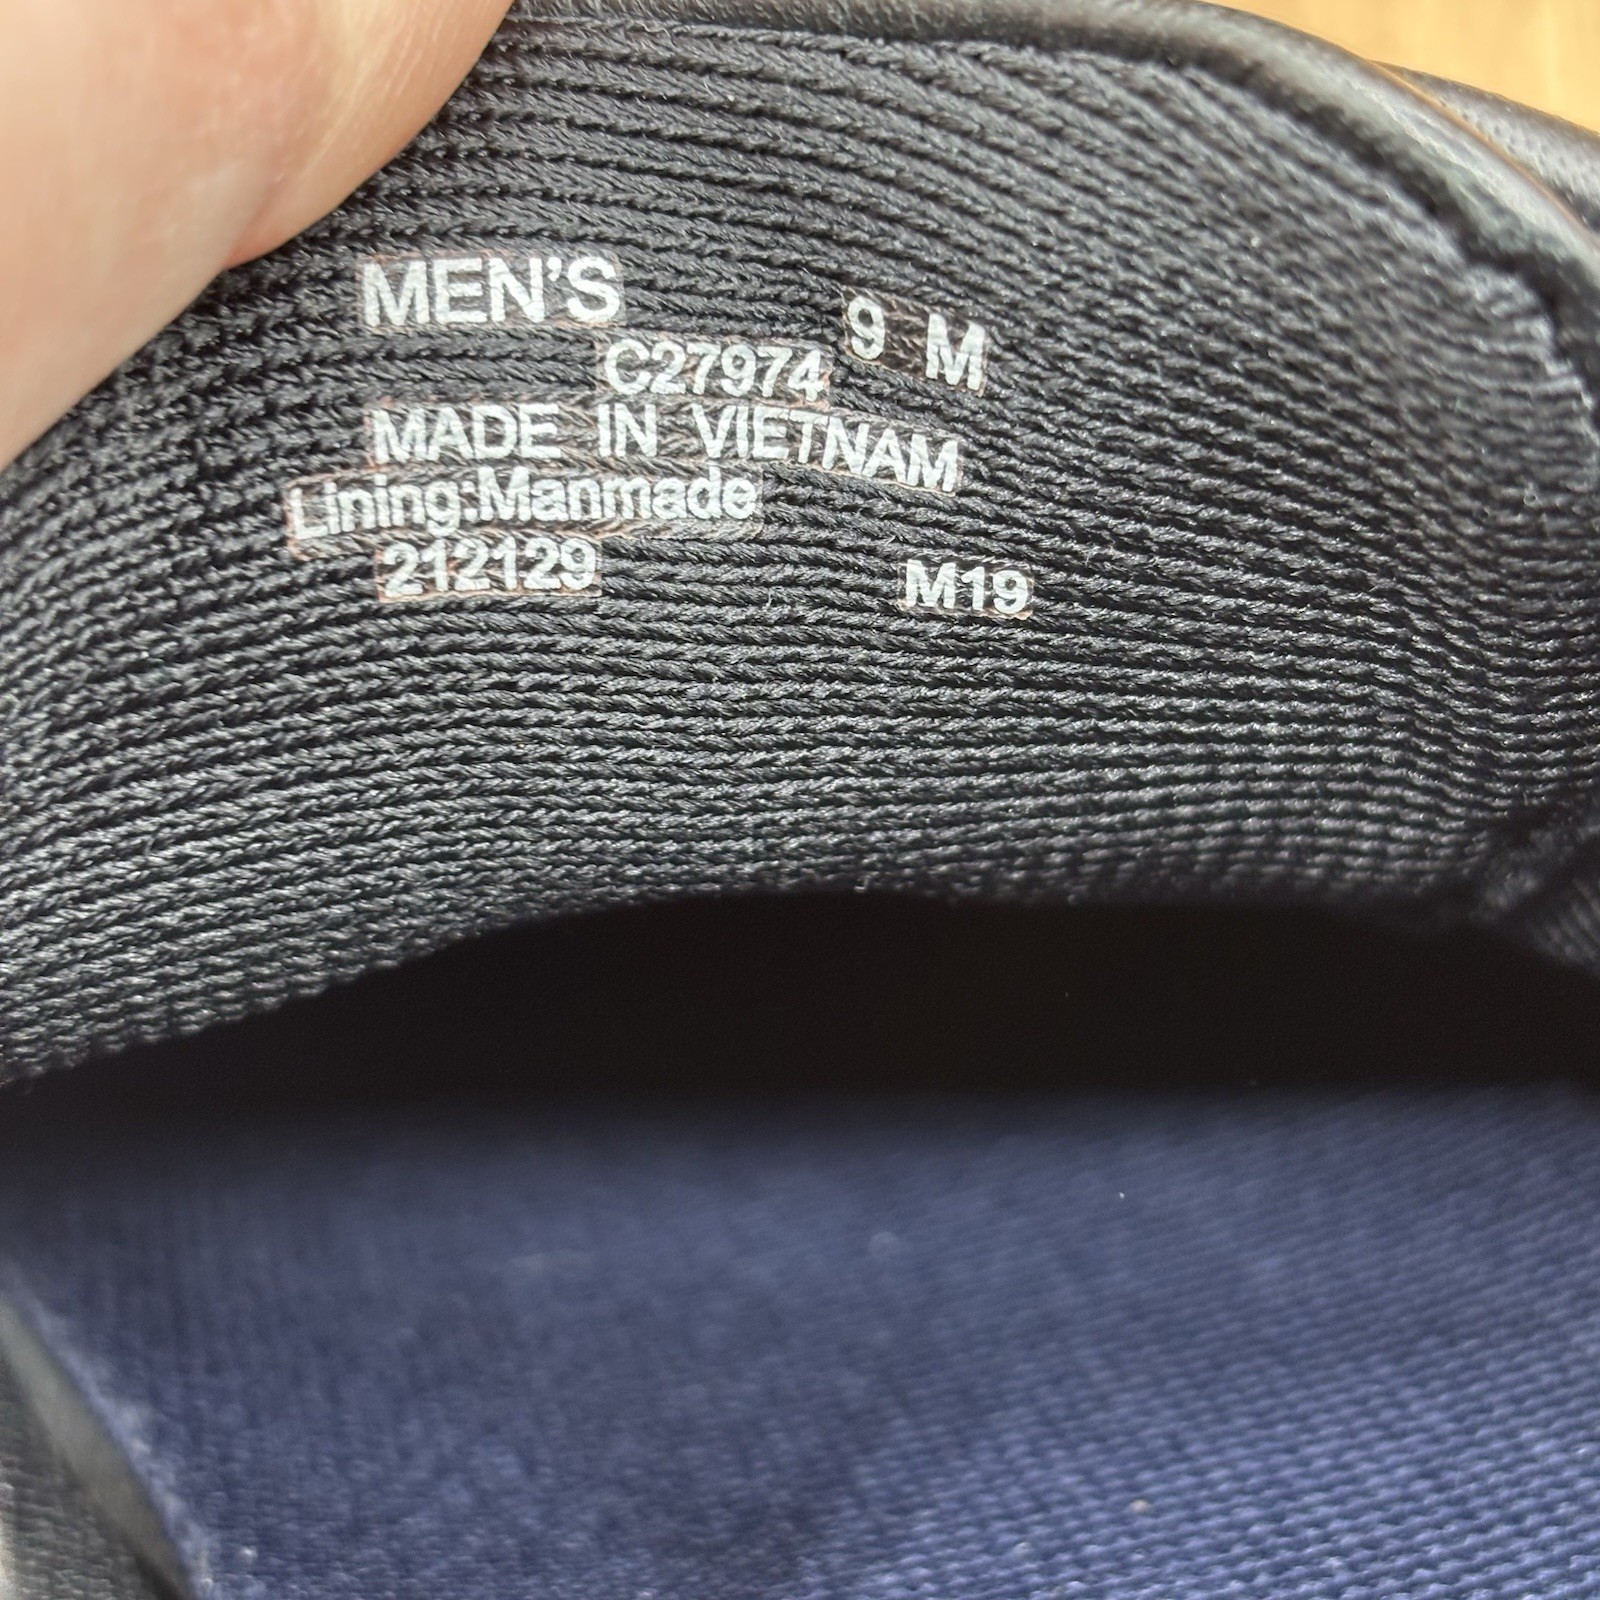 MEN'S 9 M
C27974
MADE IN VIETNAM
Lining:Manmade
212129 M19